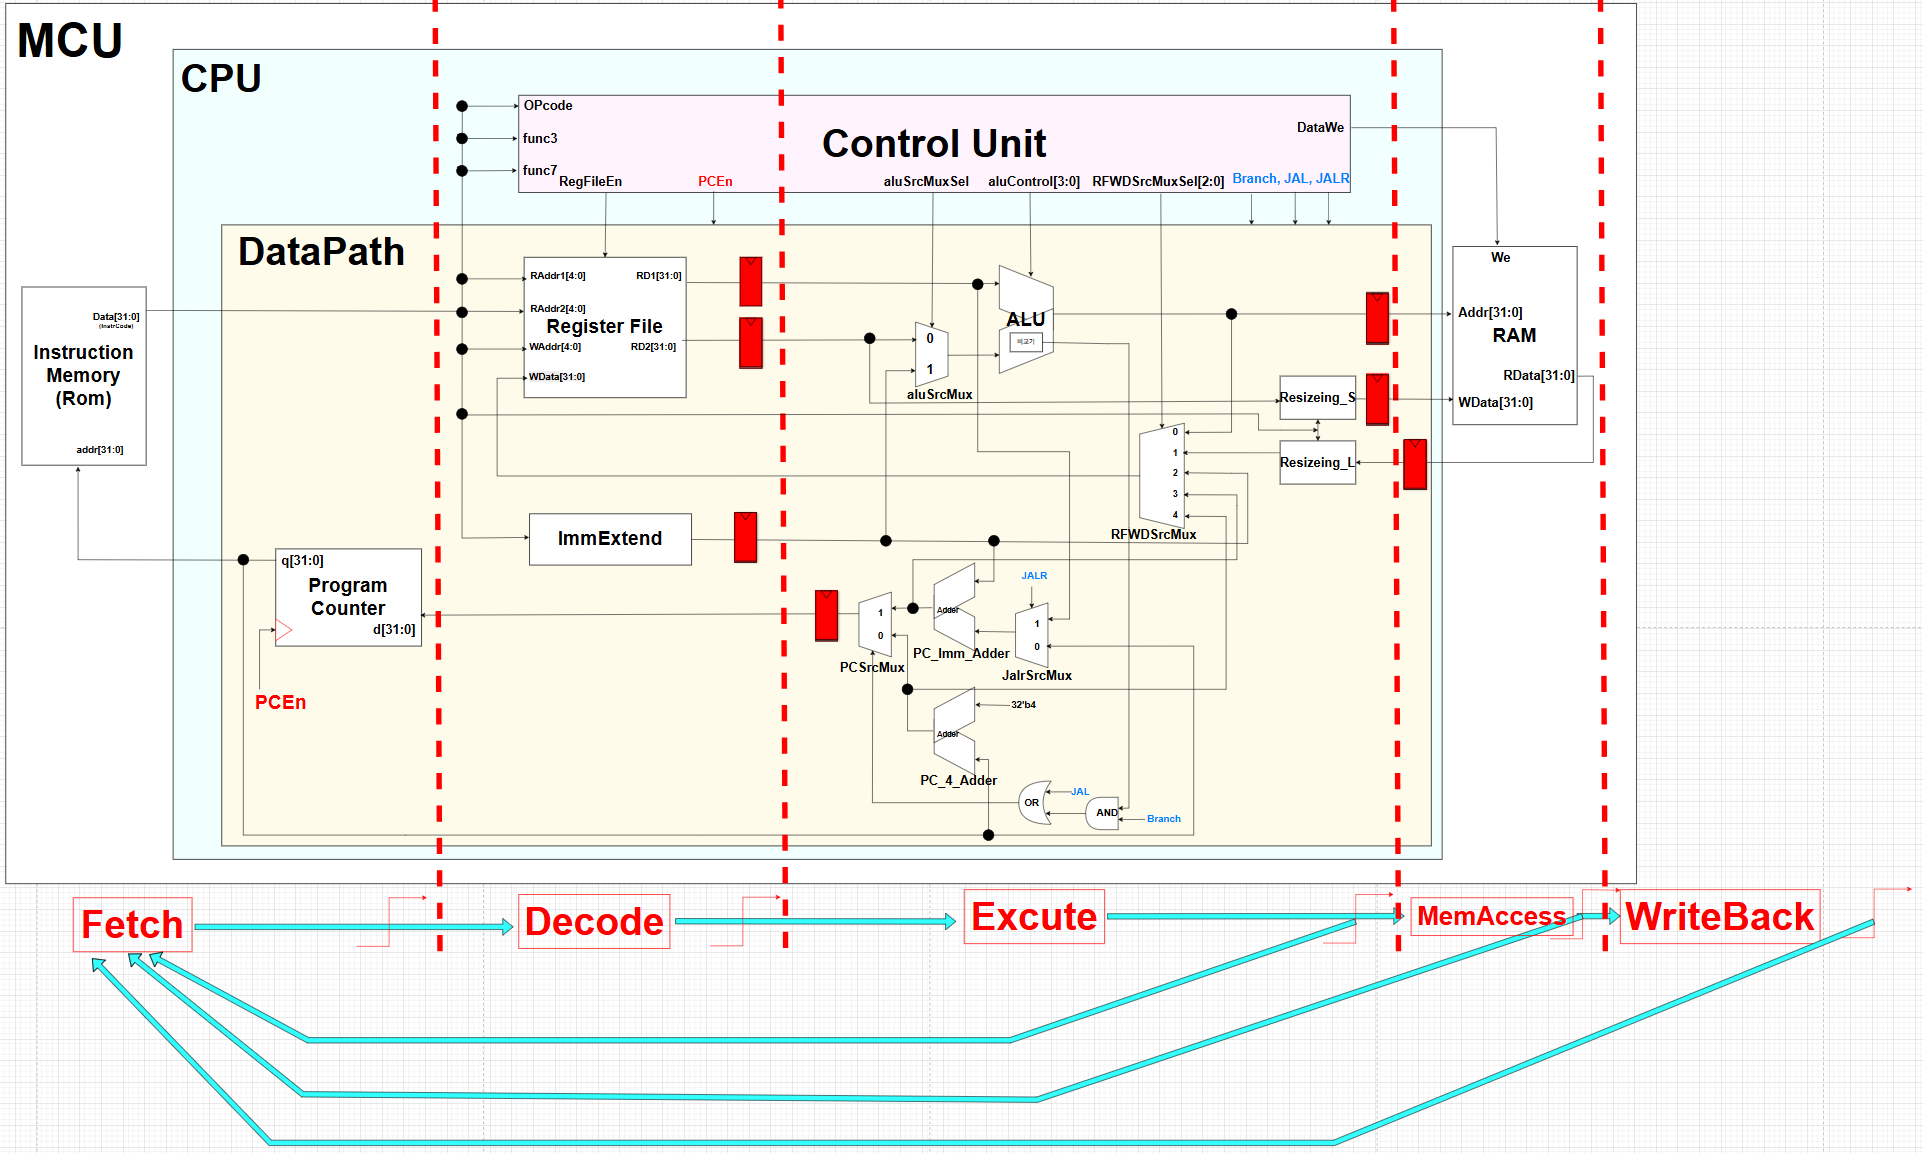 MCU
CPU
OPcode
func3
func7
Control Unit
DataWe
RegFileEn
PCEn
aluSrcMuxSel
aluControl[3:0]
RFWDSrcMuxSel[2:0]
Branch, JAL, JALR
DataPath
Data[31:0]
(InstrCode)
Instruction
Memory
(Rom)
addr[31:0]
RAddr1[4:0]
RD1[31:0]
RAddr2[4:0]
Register File
WAddr[4:0]
RD2[31:0]
WData[31:0]
0
1
aluSrcMux
ALU
비교기
We
Addr[31:0]
RAM
RData[31:0]
WData[31:0]
Resizeing_S
Resizeing_L
0
1
2
3
4
RFWDSrcMux
ImmExtend
q[31:0]
Program
Counter
d[31:0]
PCEn
1
0
PCSrcMux
Adder
PC_Imm_Adder
JALR
1
0
JalrSrcMux
32'b4
Adder
PC_4_Adder
OR
JAL
AND
Branch
Fetch
Decode
Excute
MemAccess
WriteBack